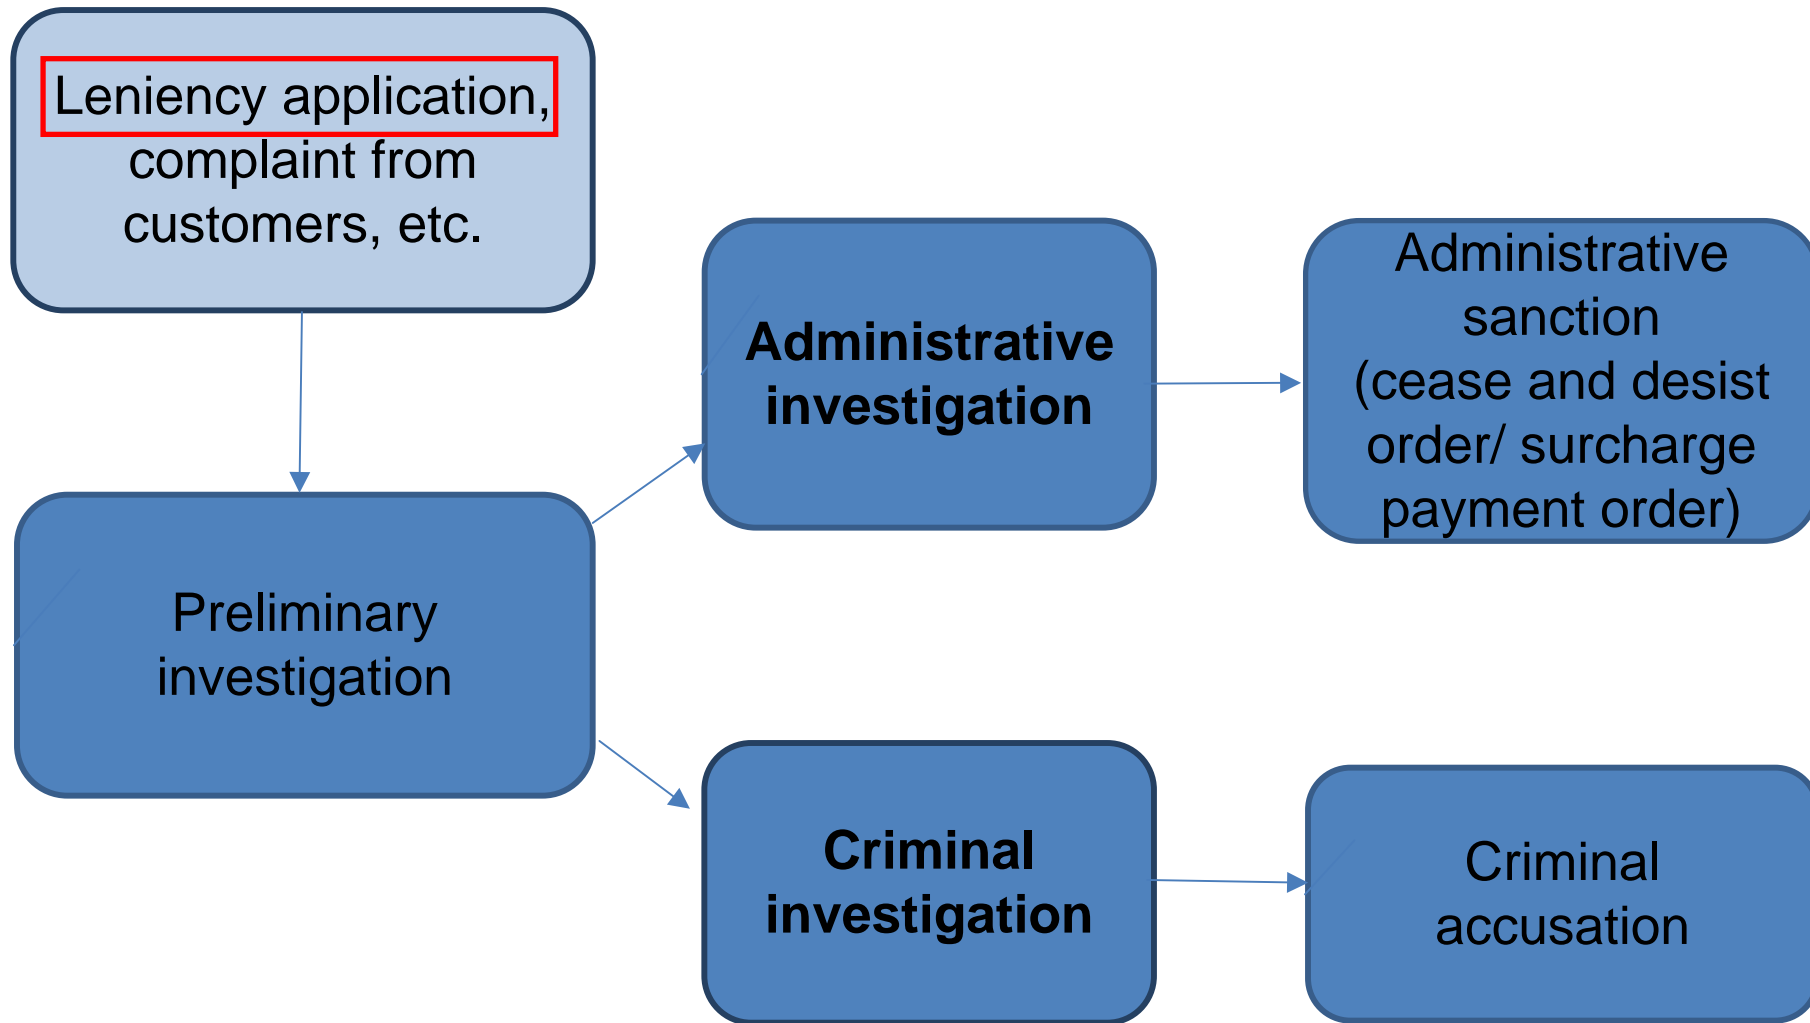 Leniency application,
complaint from
customers, etc.
Administrative
investigation
Administrative
sanction
(cease and desist
order/ surcharge
payment order)
Preliminary
investigation
Criminal
investigation
Criminal
accusation